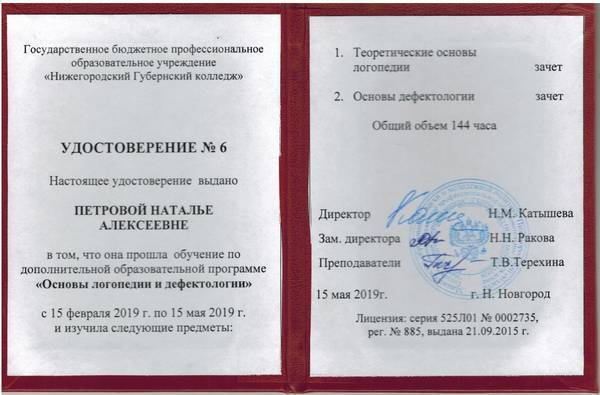 Государственное бюджетное профессиональное
образовательное учреждение
«Нижегородский Губернский колледж»
УДОСТОВЕРЕНИЕ № 6
Настоящее удостоверение выдано
ПЕТРОВОЙ НАТАЛЬЕ
АЛЕКСЕЕВНЕ
в том, что она прошла обучение по
дополнительной образовательной программе
«Основы логопедии и дефектологии»
с 15 февраля 2019 г. по 15 мая 2019 г.
и изучила следующие предметы:
1. Теоретические основы
логопедии зачет
2. Основы дефектологии зачет
Общий объем 144 часа
Директор Н.М. Катышева
Зам. директора Н.Н. Ракова
Преподаватели Т.В.Терехина
15 мая 2019г. г. Н. Новгород
Лицензия: серия 525Л01 № 0002735,
рег. № 885, выдана 21.09.2015 г.